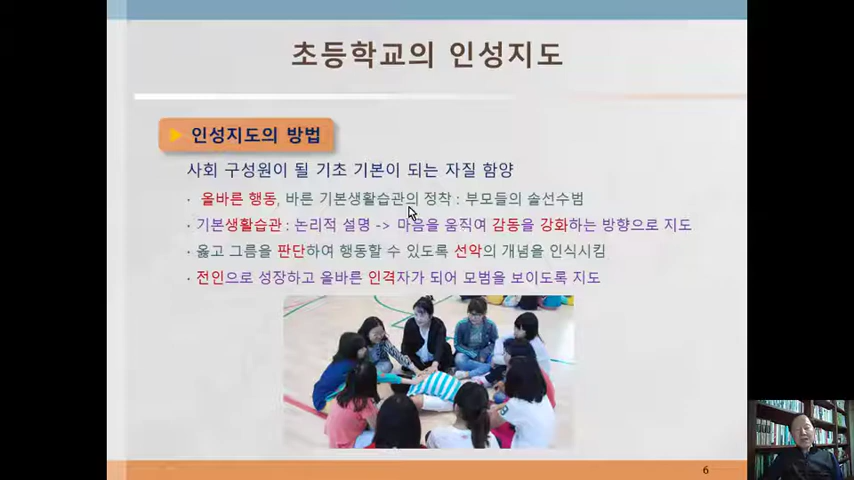 초등학교의 인성지도
인성지도의 방법
사회 구성원이 될 기초 기본이 되는 자질 함양
· 올바른 행동, 바른 기본생활습관의 정착 : 부모들의 솔선수범
· 기본생활습관 : 논리적 설명 -> 마음을 움직여 감동을 강화하는 방향으로 지도
· 옳고 그름을 판단하여 행동할 수 있도록 선악의 개념을 인식시킴
· 전인으로 성장하고 올바른 인격자가 되어 모범을 보이도록 지도
6